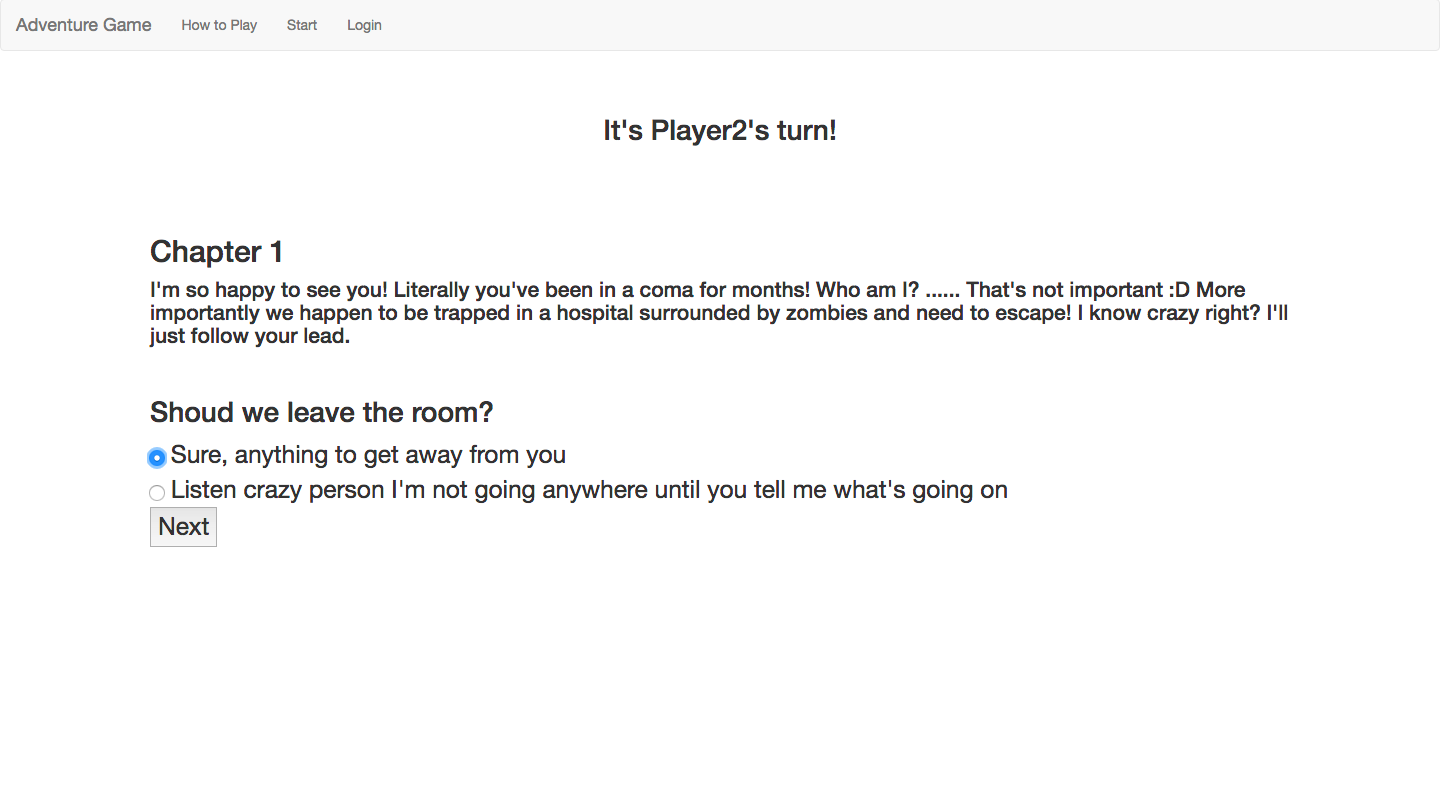 Adventure Game How to Play Start Login
It's Player2's turn!
Chapter 1
I'm so happy to see you! Literally you've been in a coma for months! Who am I? ...... That's not important :D More
importantly we happen to be trapped in a hospital surrounded by zombies and need to escape! I know crazy right? I'll
just follow your lead.
Shoud we leave the room?
Sure, anything to get away from you
Listen crazy person I'm not going anywhere until you tell me what's going on
Next